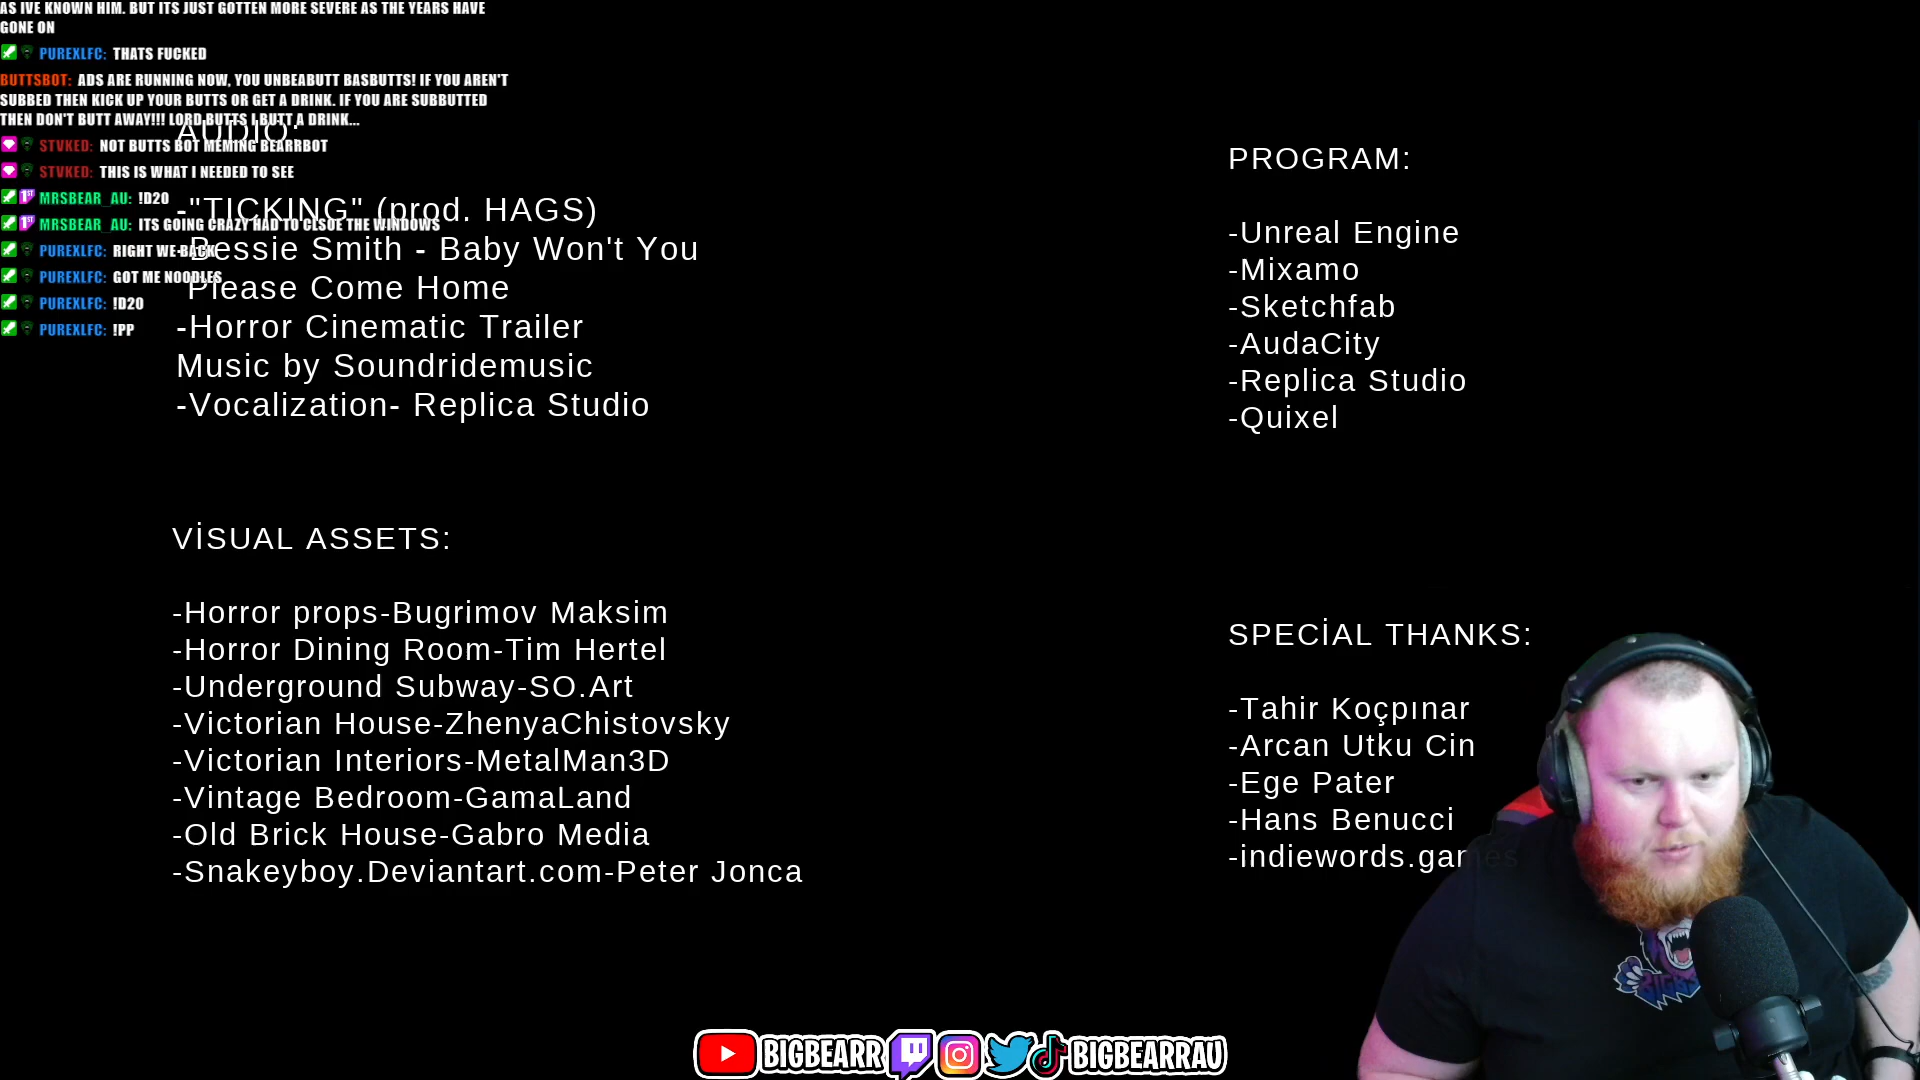 AS IVE KNOWN HIM. BUT ITS JUST GOTTEN MORE SEVERE AS THE YEARS HAVE
GONE ON
PUREXLFC: THATS FUCKED
BUTTSBOT: ADS ARE RUNNING NOW, YOU UNBEABUTT BASBUTTS! IF YOU AREN'T
SUBBED THEN KICK UP YOUR BUTTS OR GET A DRINK. IF YOU ARE SUBBUTTED
THEN DON'T BUTT AWAY!!! LORD BUTTS I BUTT A DRINK...
STVKED: NOT BUTTS BOT MEMING BEARRBOT
STVKED: THIS IS WHAT I NEEDED TO SEE
1ST MRSBEAR_AU: !D20
1ST MRSBEAR_AU: ITS GOING CRAZY HAD TO CLSOE THE WINDOWS
PUREXLFC: RIGHT WE BACK
PUREXLFC: GOT ME NOODLES
PUREXLFC: !D20
PUREXLFC: !PP
AUDIO:
-"TICKING" (prod. HAGS)
-Bessie Smith - Baby Won't You
Please Come Home
-Horror Cinematic Trailer
Music by Soundridemusic
-Vocalization- Replica Studio
PROGRAM:
-Unreal Engine
-Mixamo
-Sketchfab
-AudaCity
-Replica Studio
-Quixel
VİSUAL ASSETS:
-Horror props-Bugrimov Maksim
-Horror Dining Room-Tim Hertel
-Underground Subway-SO.Art
-Victorian House-ZhenyaChistovsky
-Victorian Interiors-MetalMan3D
-Vintage Bedroom-GamaLand
-Old Brick House-Gabro Media
-Snakeyboy.Deviantart.com-Peter Jonca
SPECİAL THANKS:
-Tahir Koçpınar
-Arcan Utku Cin
-Ege Pater
-Hans Benucci
-indiewords.games
BIGBEARR BIGBEARRAU